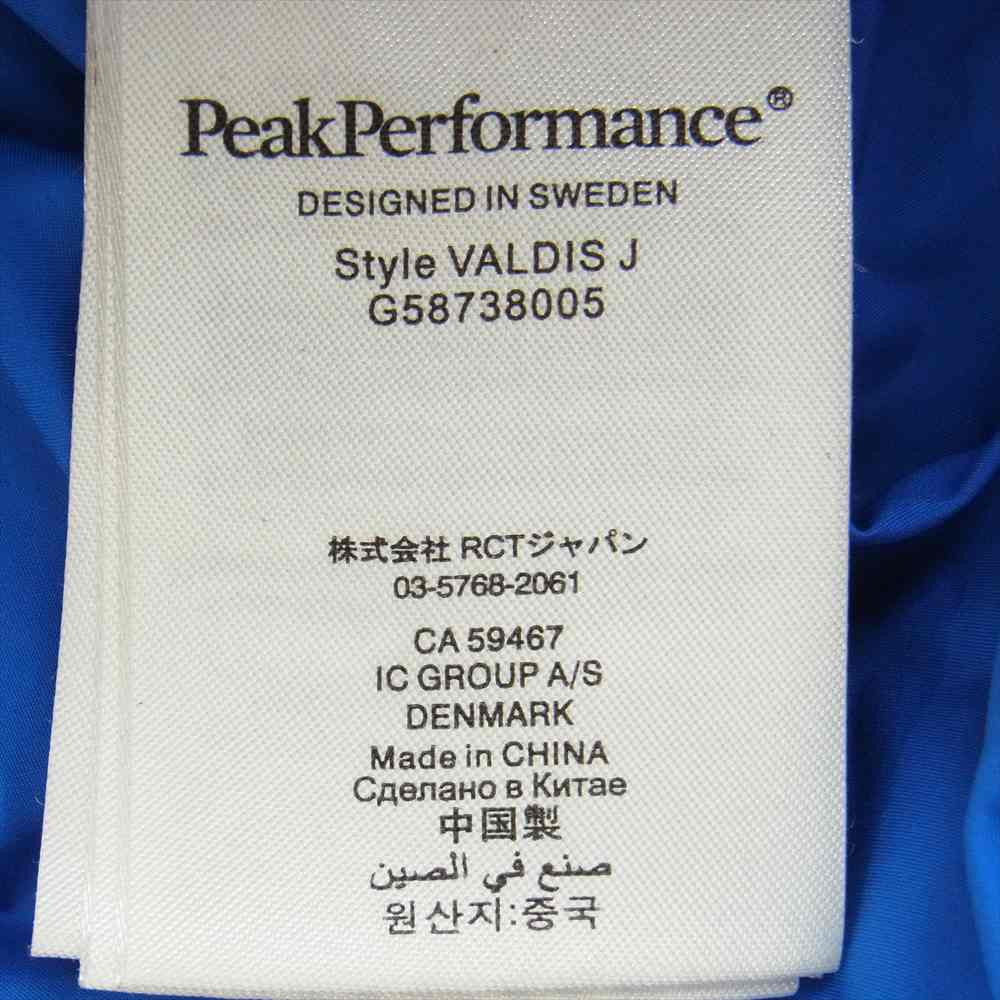 PeakPerformance®
DESIGNED IN SWEDEN
Style VALDIS J
G58738005
株式会社 RCTジャパン
03-5768-2061
CA 59467
IC GROUP A/S
DENMARK
Made in CHINA
Сделано в Китае
中国製
صنع في الصين
원산지:중국